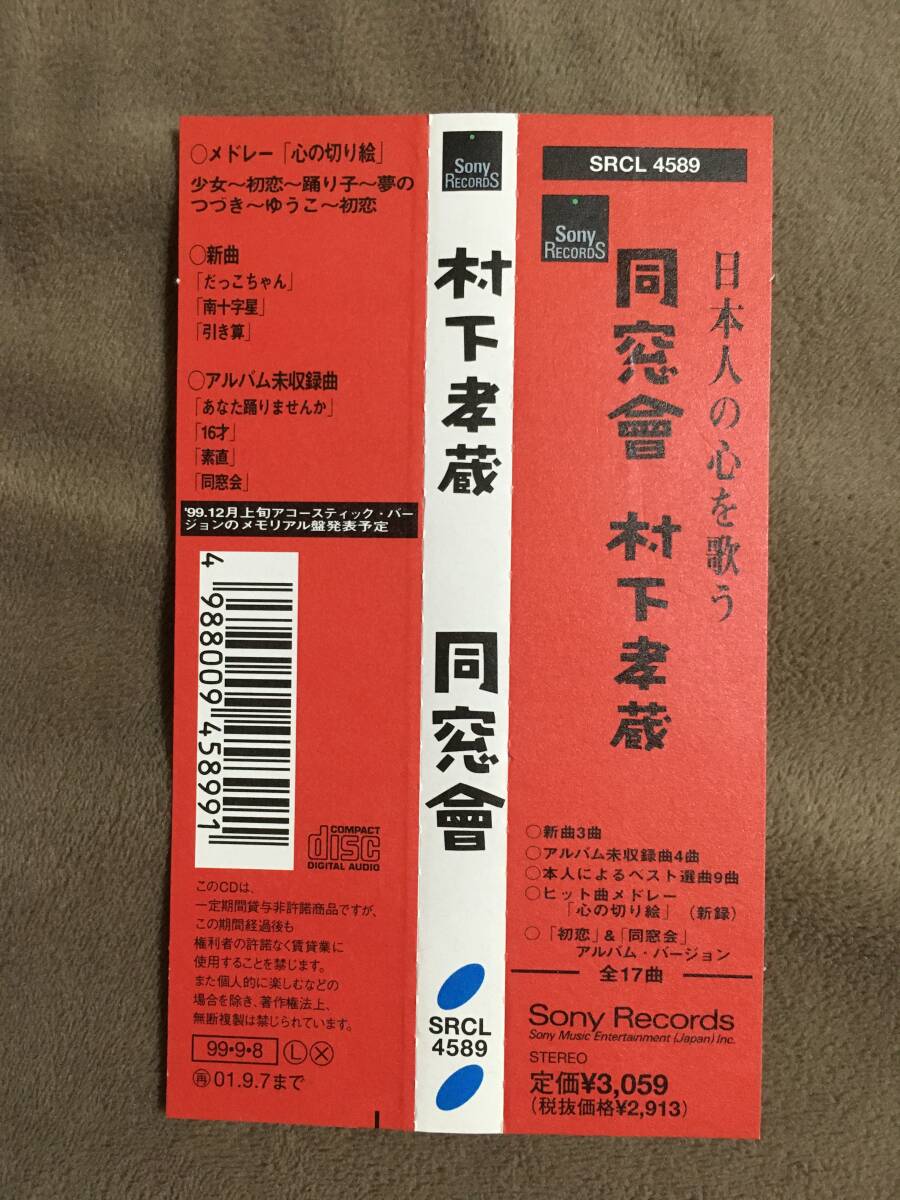 ○メドレー「心の切り絵」
少女～初恋～踊り子～夢の
つづき～ゆうこ～初恋
○新曲
「だっこちゃん」
「南十字星」
「引き算」
○アルバム未収録曲
「あなた踊りませんか」
「16才」
「素直」
「同窓会」
'99.12月上旬アコースティック・バー
ジョンのメモリアル盤発表予定
4 988009 458991
COMPACT
disc
DIGITAL AUDIO
このCDは、
一定期間貸与非許諾商品ですが、
この期間経過後も
権利者の許諾なく賃貸業に
使用することを禁じます。
また個人的に楽しむなどの
場合を除き、著作権法上、
無断複製は禁じられています。
99・9・8 Ⓛ Ⓧ
㊢01.9.7まで
Sony
RECORDS
村下孝蔵
同窓會
SRCL
4589
SRCL 4589
Sony
RECORDS
日本人の心を歌う
同窓會 村下孝蔵
○新曲3曲
○アルバム未収録曲4曲
○本人によるベスト選曲9曲
○ヒット曲メドレー
「心の切り絵」（新録）
○「初恋」&「同窓会」
アルバム・バージョン
全17曲
Sony Records
Sony Music Entertainment (Japan) Inc.
STEREO
定価¥3,059
(税抜価格¥2,913)